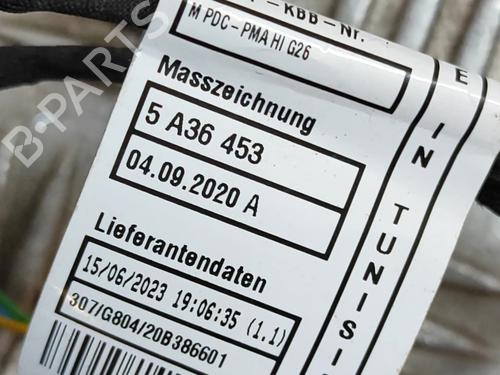 -KBB-Nr.
M PDC-PMA HI G26
Masszeichnung
5 A36 453
04.09.2020 A
Lieferantendaten
15/06/2023 19:06:35 (1.1)
307/G804/20B386601
E IN TUNISI
B-PARTS